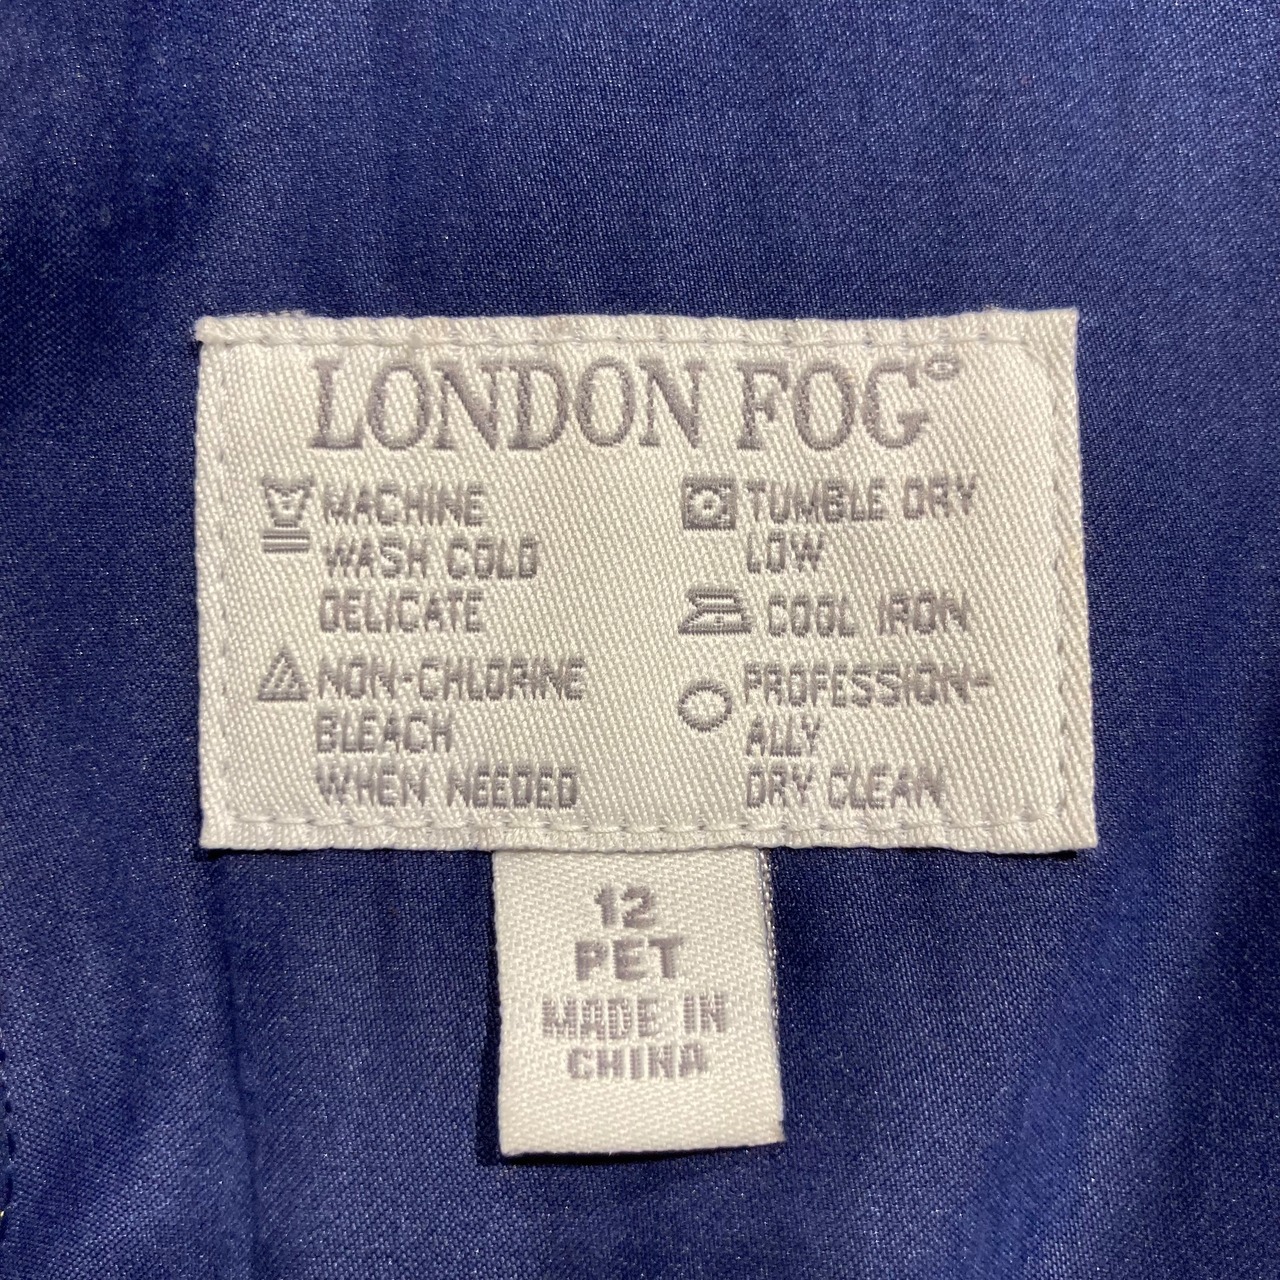 LONDON FOG®
MACHINE
WASH COLD
DELICATE
NON-CHLORINE
BLEACH
WHEN NEEDED
TUMBLE DRY
LOW
COOL IRON
PROFESSION-
ALLY
DRY CLEAN
12
PET
MADE IN
CHINA